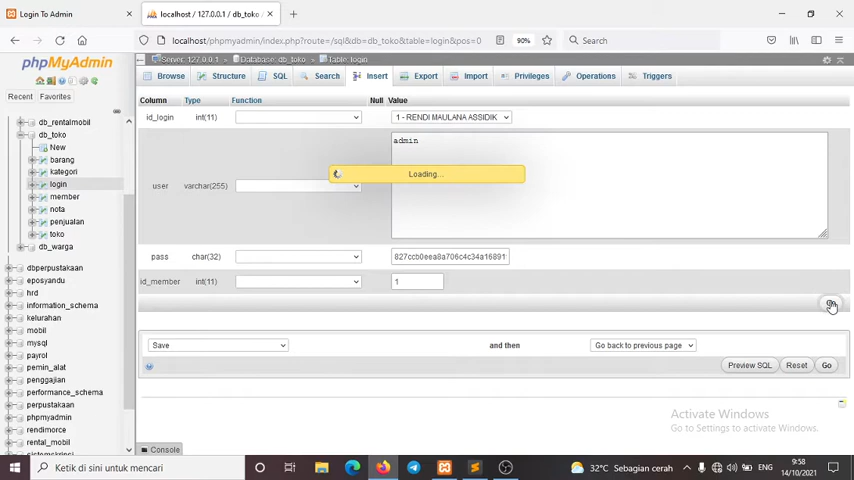 Login To Admin
localhost / 127.0.0.1 / db_toko /
localhost/phpmyadmin/index.php?route=/sql&db=db_toko&table=login&pos=0
90%
Search
phpMyAdmin
Recent Favorites
db_rentalmobil
db_toko
New
barang
kategori
login
member
nota
penjualan
toko
db_warga
dbperpustakaan
eposyandu
hrd
information_schema
kelurahan
mobil
mysql
payrol
pemin_alat
penggajian
performance_schema
perpustakaan
phpmyadmin
rendimorce
rental_mobil
sistemskripsi
Server: 127.0.0.1 » Database: db_toko » Table: login
Browse Structure SQL Search Insert Export Import Privileges Operations Triggers
Column Type Function Null Value
id_login int(11) 1 - RENDI MAULANA ASSIDIK
user varchar(255) admin
Loading...
pass char(32) 827ccb0eea8a706c4c34a16891
id_member int(11) 1
Go
Save and then Go back to previous page
Preview SQL Reset Go
Activate Windows
Go to Settings to activate Windows.
Console
Ketik di sini untuk mencari
32°C Sebagian cerah
ENG
9:58
14/10/2021